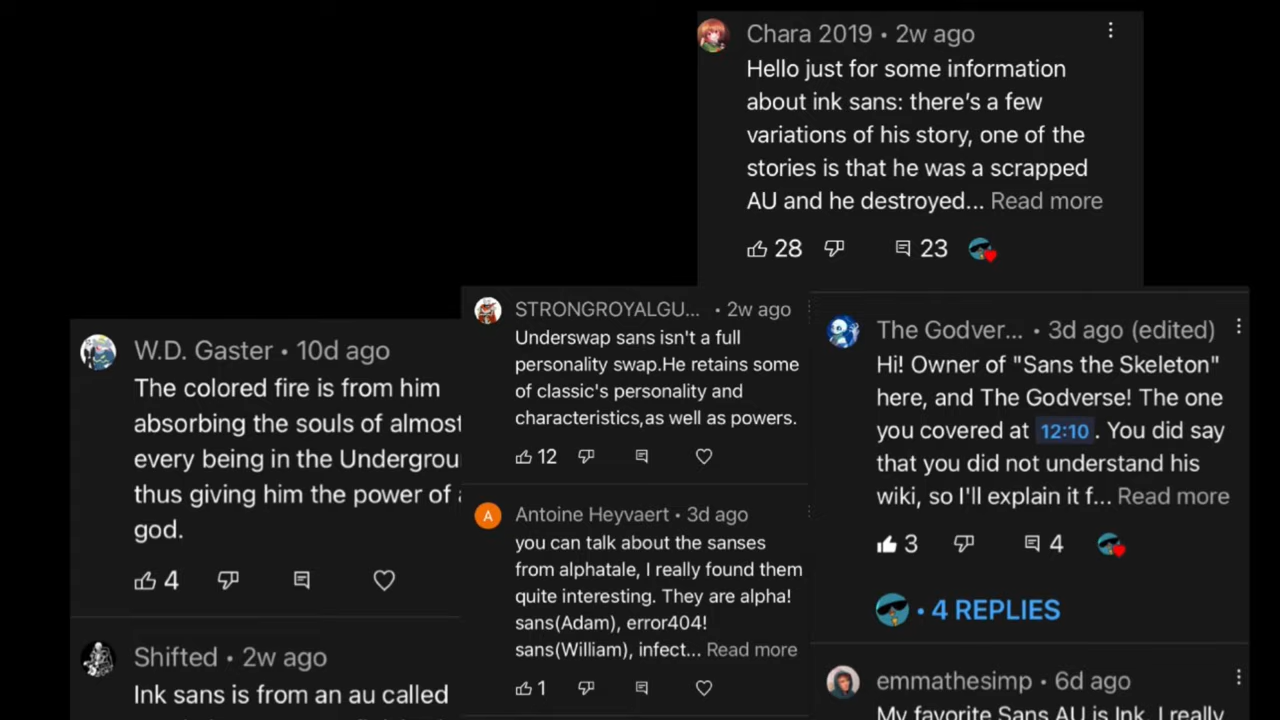 Chara 2019 • 2w ago
Hello just for some information
about ink sans: there's a few
variations of his story, one of the
stories is that he was a scrapped
AU and he destroyed... Read more
28 23
STRONGROYALGU... • 2w ago
Underswap sans isn't a full
personality swap.He retains some
of classic's personality and
characteristics,as well as powers.
12
Antoine Heyvaert • 3d ago
A
you can talk about the sanses
from alphatale, I really found them
quite interesting. They are alpha!
sans(Adam), error404!
sans(William), infect... Read more
1
The Godver... • 3d ago (edited)
Hi! Owner of "Sans the Skeleton"
here, and The Godverse! The one
you covered at 12:10. You did say
that you did not understand his
wiki, so I'll explain it f... Read more
3 4
• 4 REPLIES
emmathesimp • 6d ago
My favorite Sans AU is Ink. I really
W.D. Gaster • 10d ago
The colored fire is from him
absorbing the souls of almost
every being in the Undergrou
thus giving him the power of
god.
4
Shifted • 2w ago
Ink sans is from an au called